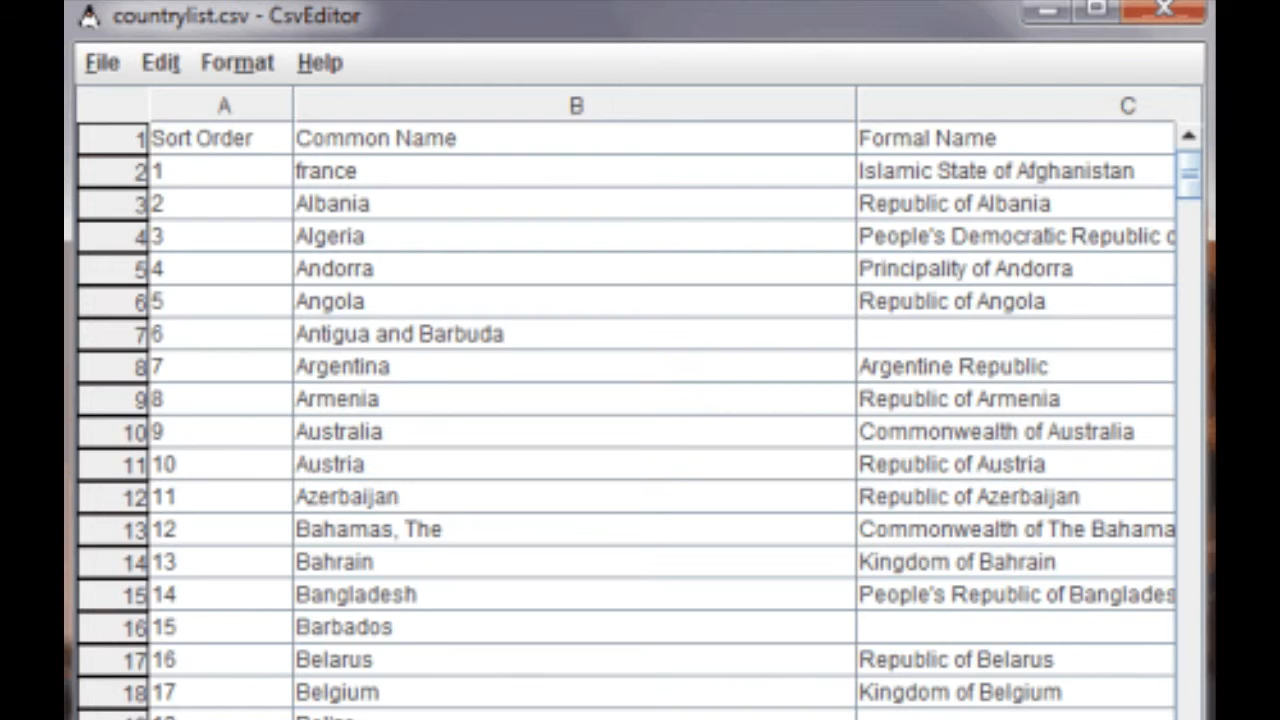 countrylist.csv - CsvEditor
File Edit Format Help
A B C
1 Sort Order Common Name Formal Name
2 1 france Islamic State of Afghanistan
3 2 Albania Republic of Albania
4 3 Algeria People's Democratic Republic
5 4 Andorra Principality of Andorra
6 5 Angola Republic of Angola
7 6 Antigua and Barbuda
8 7 Argentina Argentine Republic
9 8 Armenia Republic of Armenia
10 9 Australia Commonwealth of Australia
11 10 Austria Republic of Austria
12 11 Azerbaijan Republic of Azerbaijan
13 12 Bahamas, The Commonwealth of The Bahama
14 13 Bahrain Kingdom of Bahrain
15 14 Bangladesh People's Republic of Banglades
16 15 Barbados
17 16 Belarus Republic of Belarus
18 17 Belgium Kingdom of Belgium